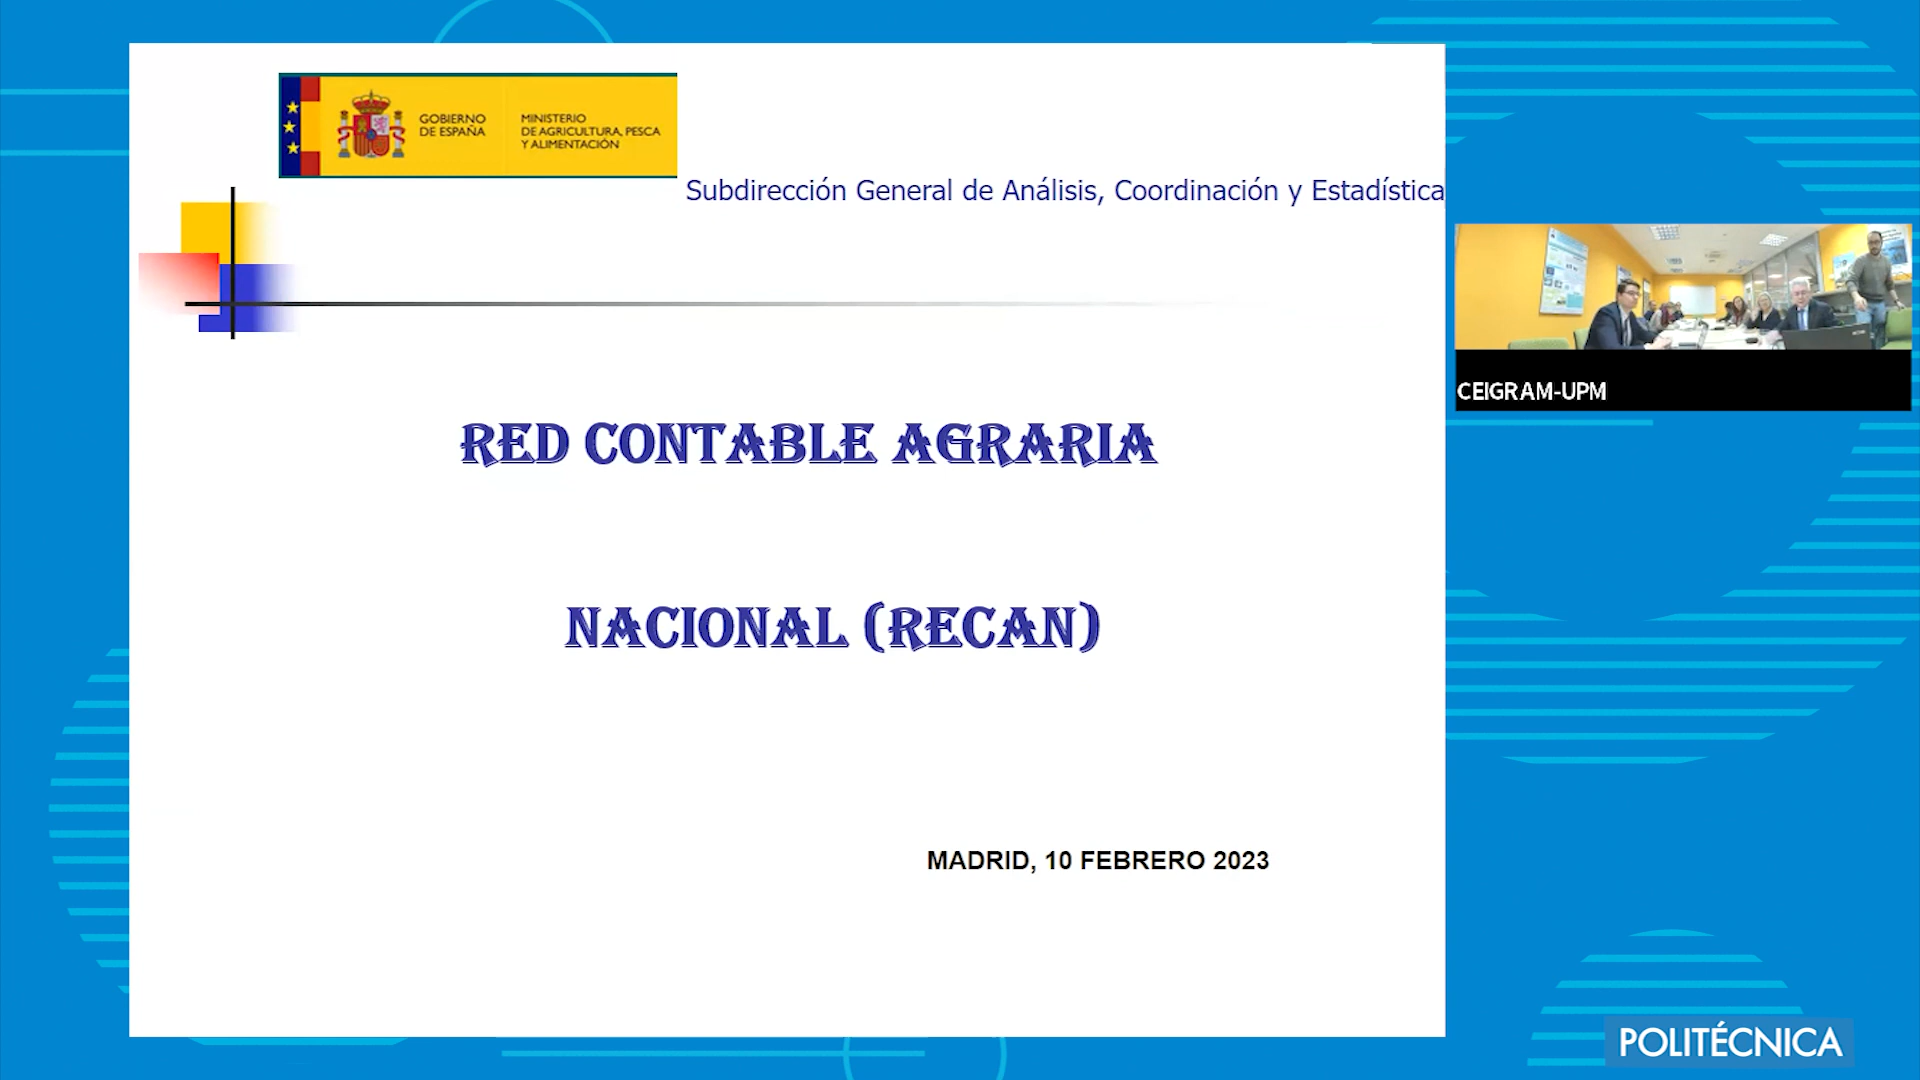 GOBIERNO
DE ESPAÑA
MINISTERIO
DE AGRICULTURA, PESCA
Y ALIMENTACIÓN
Subdirección General de Análisis, Coordinación y Estadística
RED CONTABLE AGRARIA
NACIONAL (RECAN)
MADRID, 10 FEBRERO 2023
CEIGRAM-UPM
POLITÉCNICA